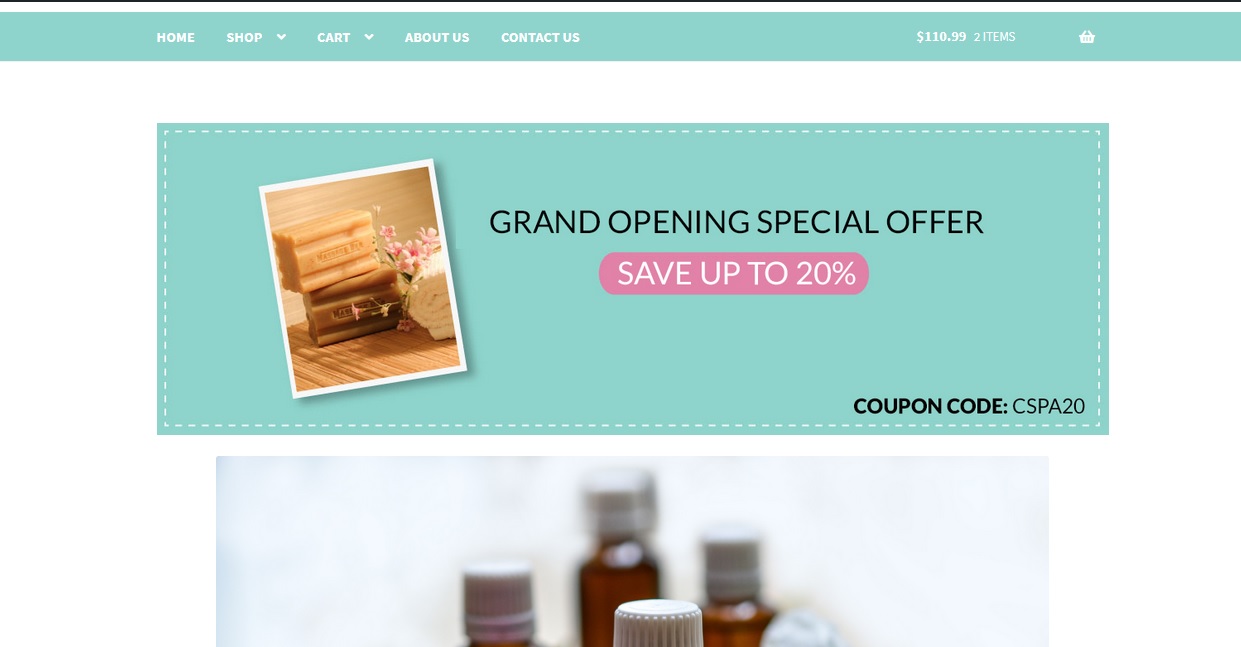 HOME SHOP CART ABOUT US CONTACT US $110.99 2 ITEMS
GRAND OPENING SPECIAL OFFER
SAVE UP TO 20%
COUPON CODE: CSPA20